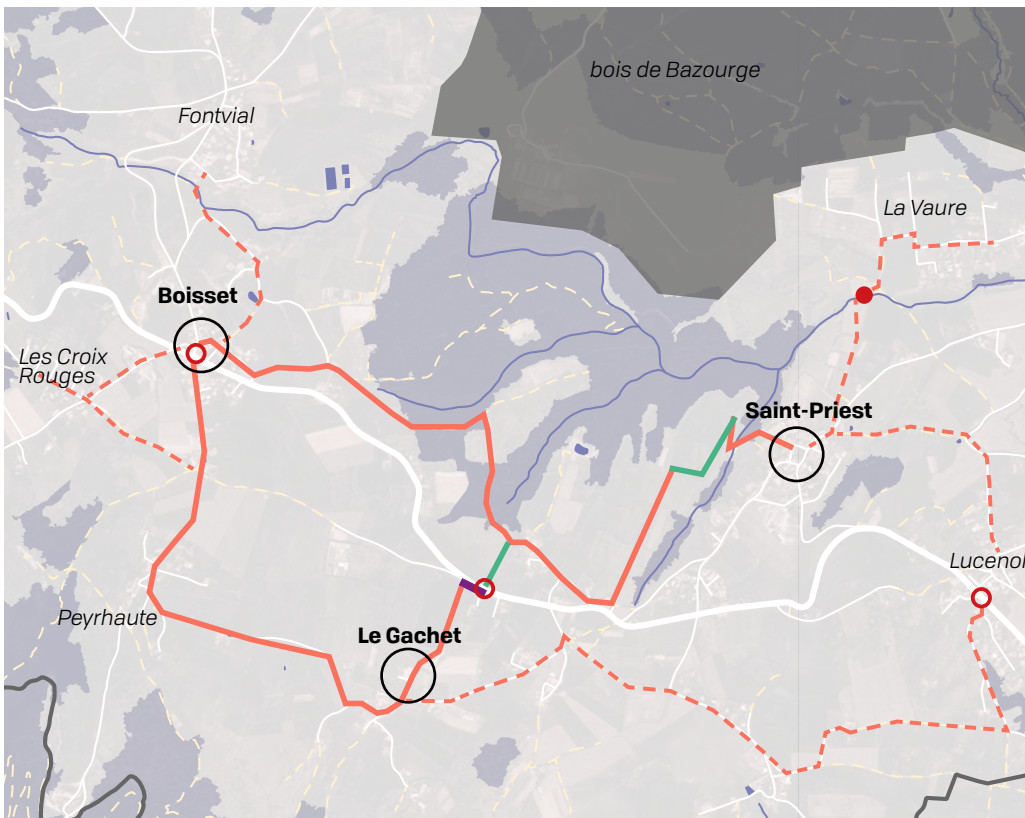 bois de Bazourge
Fontvial
La Vaure
Boisset
Les Croix
Rouges
Saint-Priest
Lucenol
Peyrhaute
Le Gachet